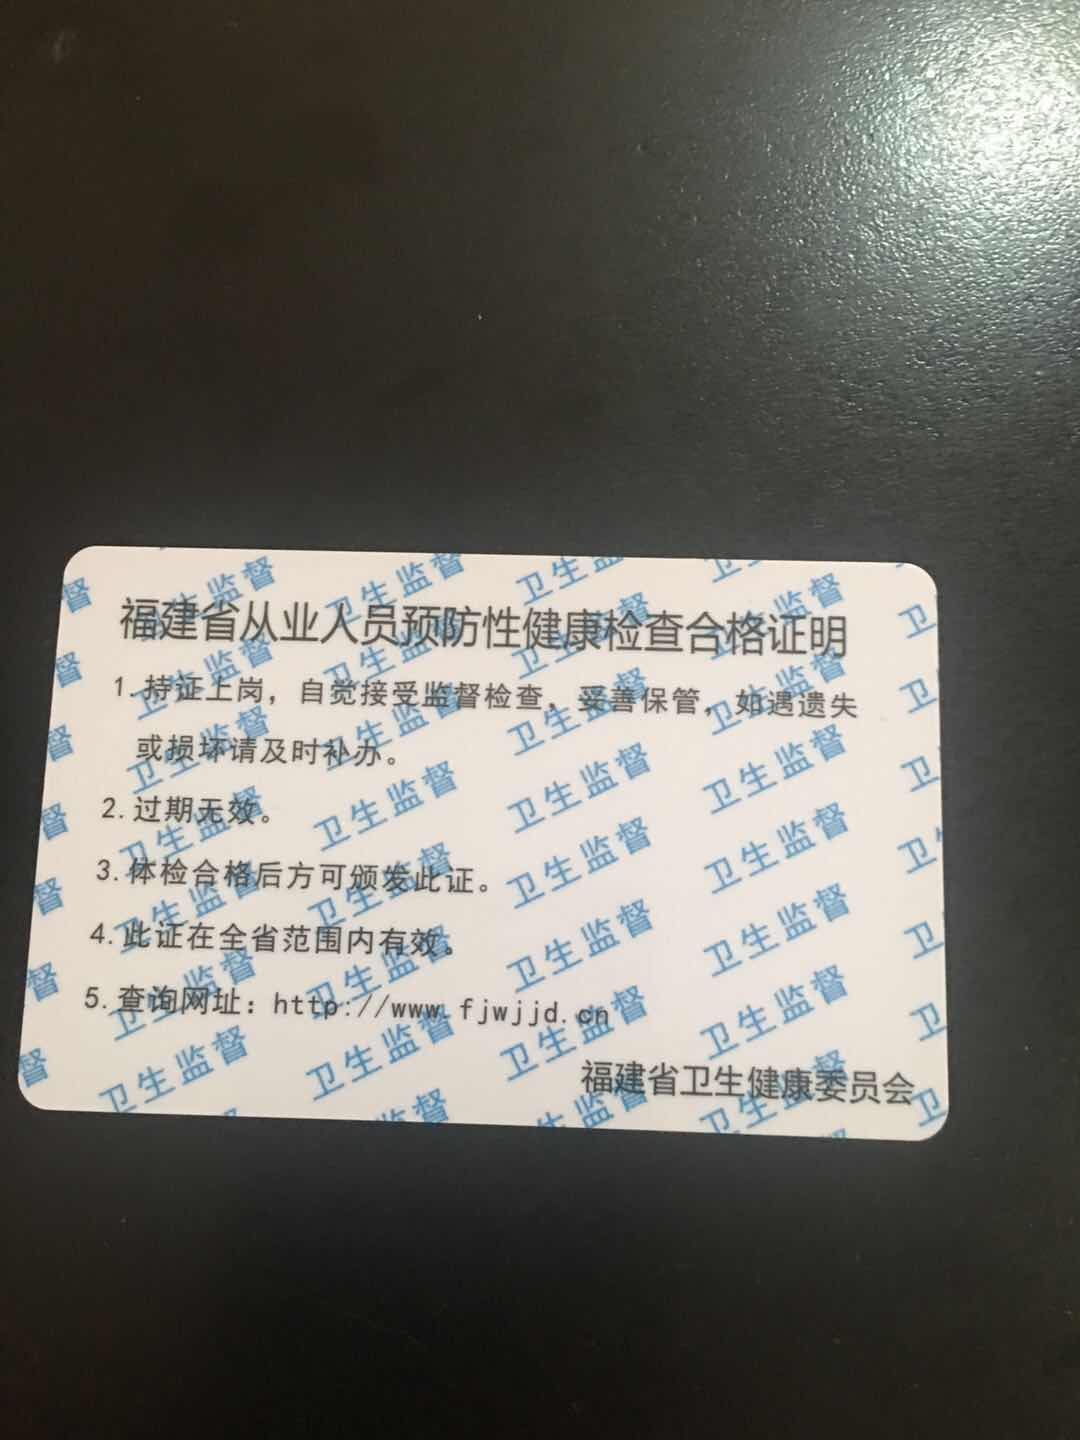 福建省从业人员预防性健康检查合格证明
1.持证上岗，自觉接受监督检查，妥善保管，如遇遗失
或损坏请及时补办。
2.过期无效。
3.体检合格后方可颁发此证。
4.此证在全省范围内有效。
5.查询网址：http://www.fjwjjd.cn
福建省卫生健康委员会
卫生监督